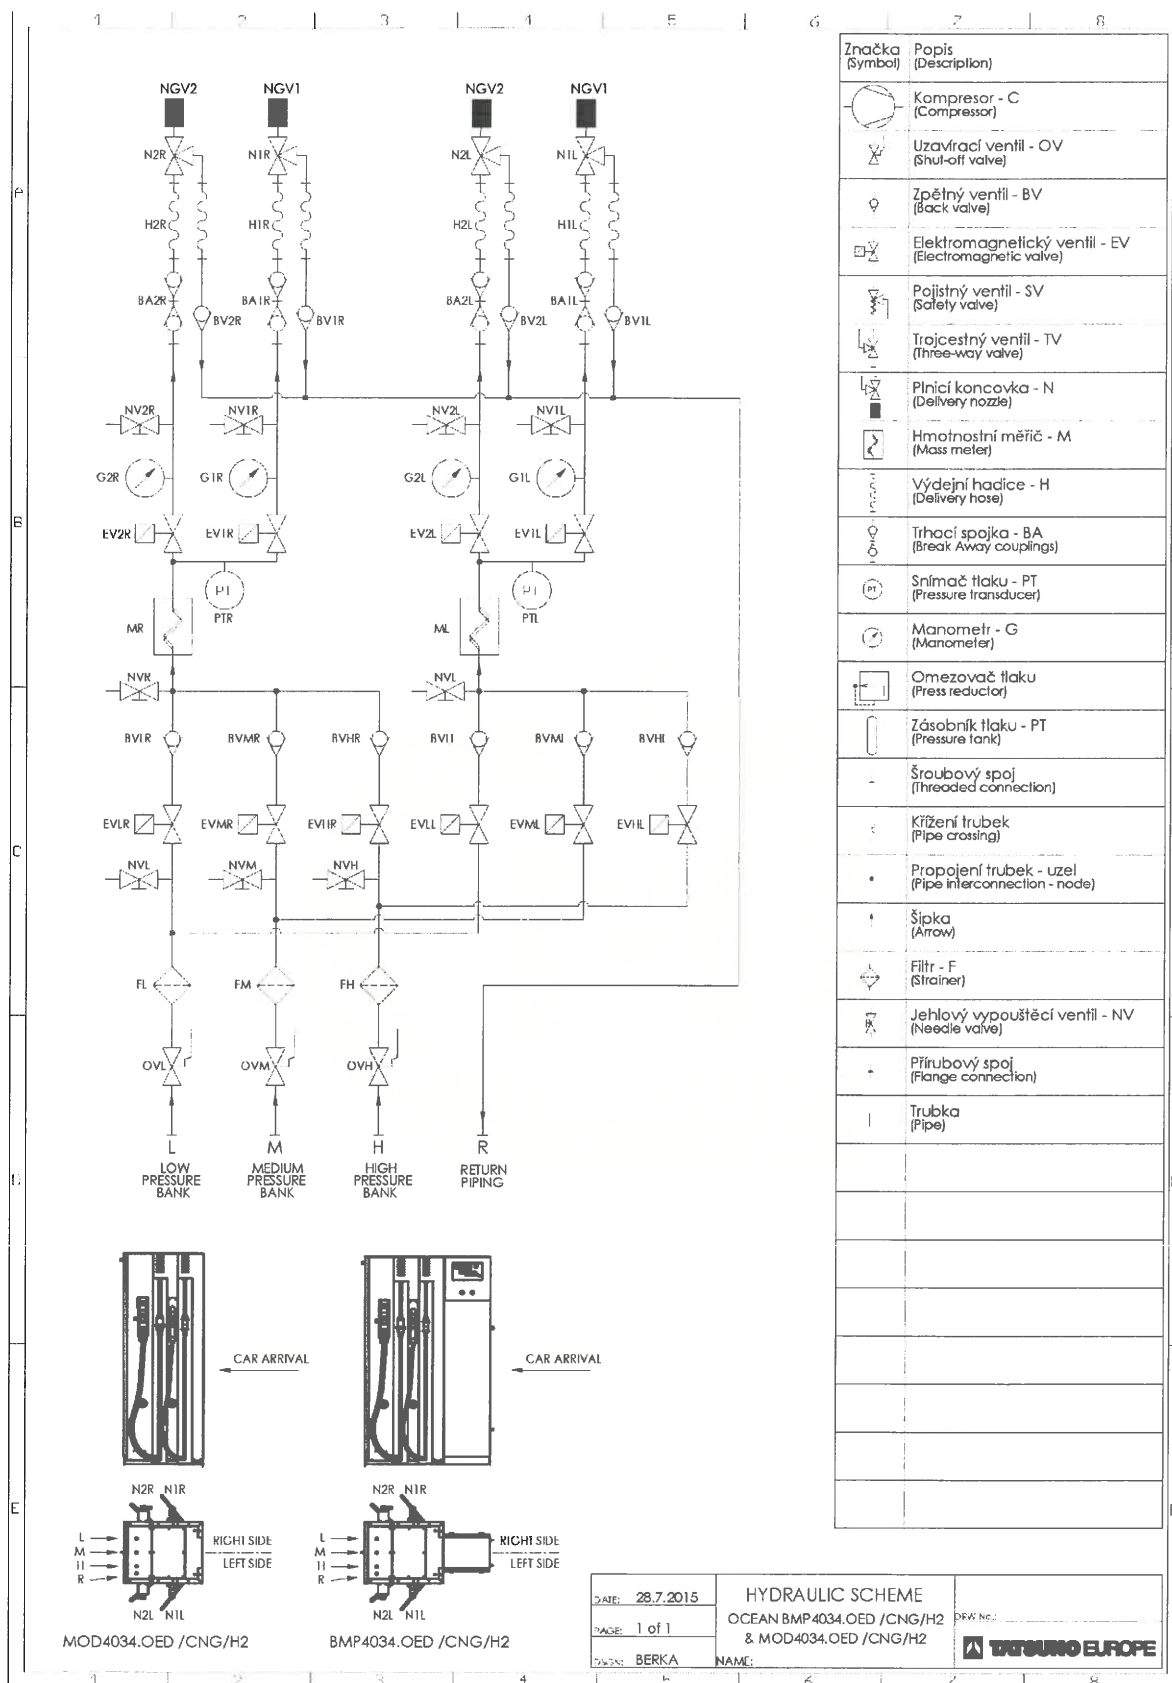 1 2 3 4 5 6 7 8
NGV2 NGV1 NGV2 NGV1
N2R N1R N2L N1L
H2R H1R H2L H1L
BA2R BA1R BA2L BA1L
BV2R BV1R BV2L BV1L
NV2R NV1R NV2L NV1L
G2R G1R G2L G1L
B
EV2R EV1R EV2L EV1L
PT PT
PTR PTL
MR ML
NVR NVL
BVLR BVMR BVHR
EVLR EVMR EVHR EVLL EVML EVHL
C
NVL NVM NVH
FL FM FH
OVL OVM OVH
L M H R
LOW MEDIUM HIGH RETURN
PRESSURE PRESSURE PRESSURE PIPING
BANK BANK BANK
CAR ARRIVAL CAR ARRIVAL
N2R N1R N2R N1R
E
L L
M M
H H
R R
RIGHT SIDE RIGHT SIDE
LEFT SIDE LEFT SIDE
N2L N1L N2L N1L
MOD4034.OED /CNG/H2 BMP4034.OED /CNG/H2
Značka Popis
(Symbol) (Description)
Kompresor - C
(Compressor)
Uzavírací ventil - OV
(Shut-off valve)
Zpětný ventil - BV
(Back valve)
Elektromagnetický ventil - EV
(Electromagnetic valve)
Pojistný ventil - SV
(Safety valve)
Trojcestný ventil - TV
(Three-way valve)
Plnicí koncovka - N
(Delivery nozzle)
Hmotnostní měřič - M
(Mass meter)
Výdejní hadice - H
(Delivery hose)
Trhací spojka - BA
(Break Away couplings)
PT
Snímač tlaku - PT
(Pressure transducer)
Manometr - G
(Manometer)
Omezovač tlaku
(Press reductor)
Zásobník tlaku - PT
(Pressure tank)
Šroubový spoj
(Threaded connection)
Křížení trubek
(Pipe crossing)
Propojení trubek - uzel
(Pipe interconnection - node)
Šipka
(Arrow)
Filtr - F
(Strainer)
Jehlový vypouštěcí ventil - NV
(Needle valve)
Přírubový spoj
(Flange connection)
Trubka
(Pipe)
DATE: 28.7.2015
PAGE: 1 of 1
BERKA
HYDRAULIC SCHEME
OCEAN BMP4034.OED /CNG/H2
& MOD4034.OED /CNG/H2
NAME:
DRW No.:
TATSUNO EUROPE